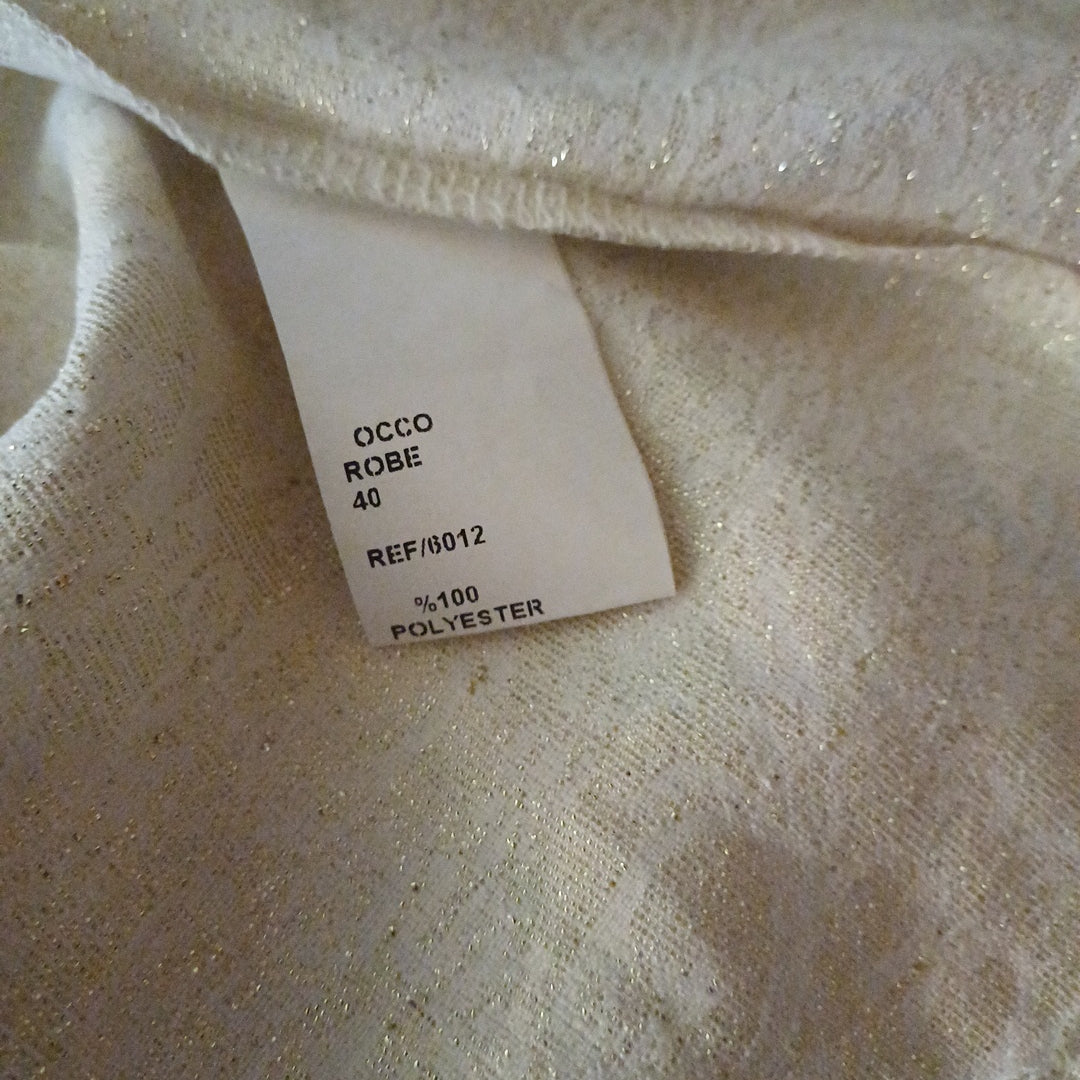 OCCO
ROBE
40
REF/6012
%100
POLYESTER